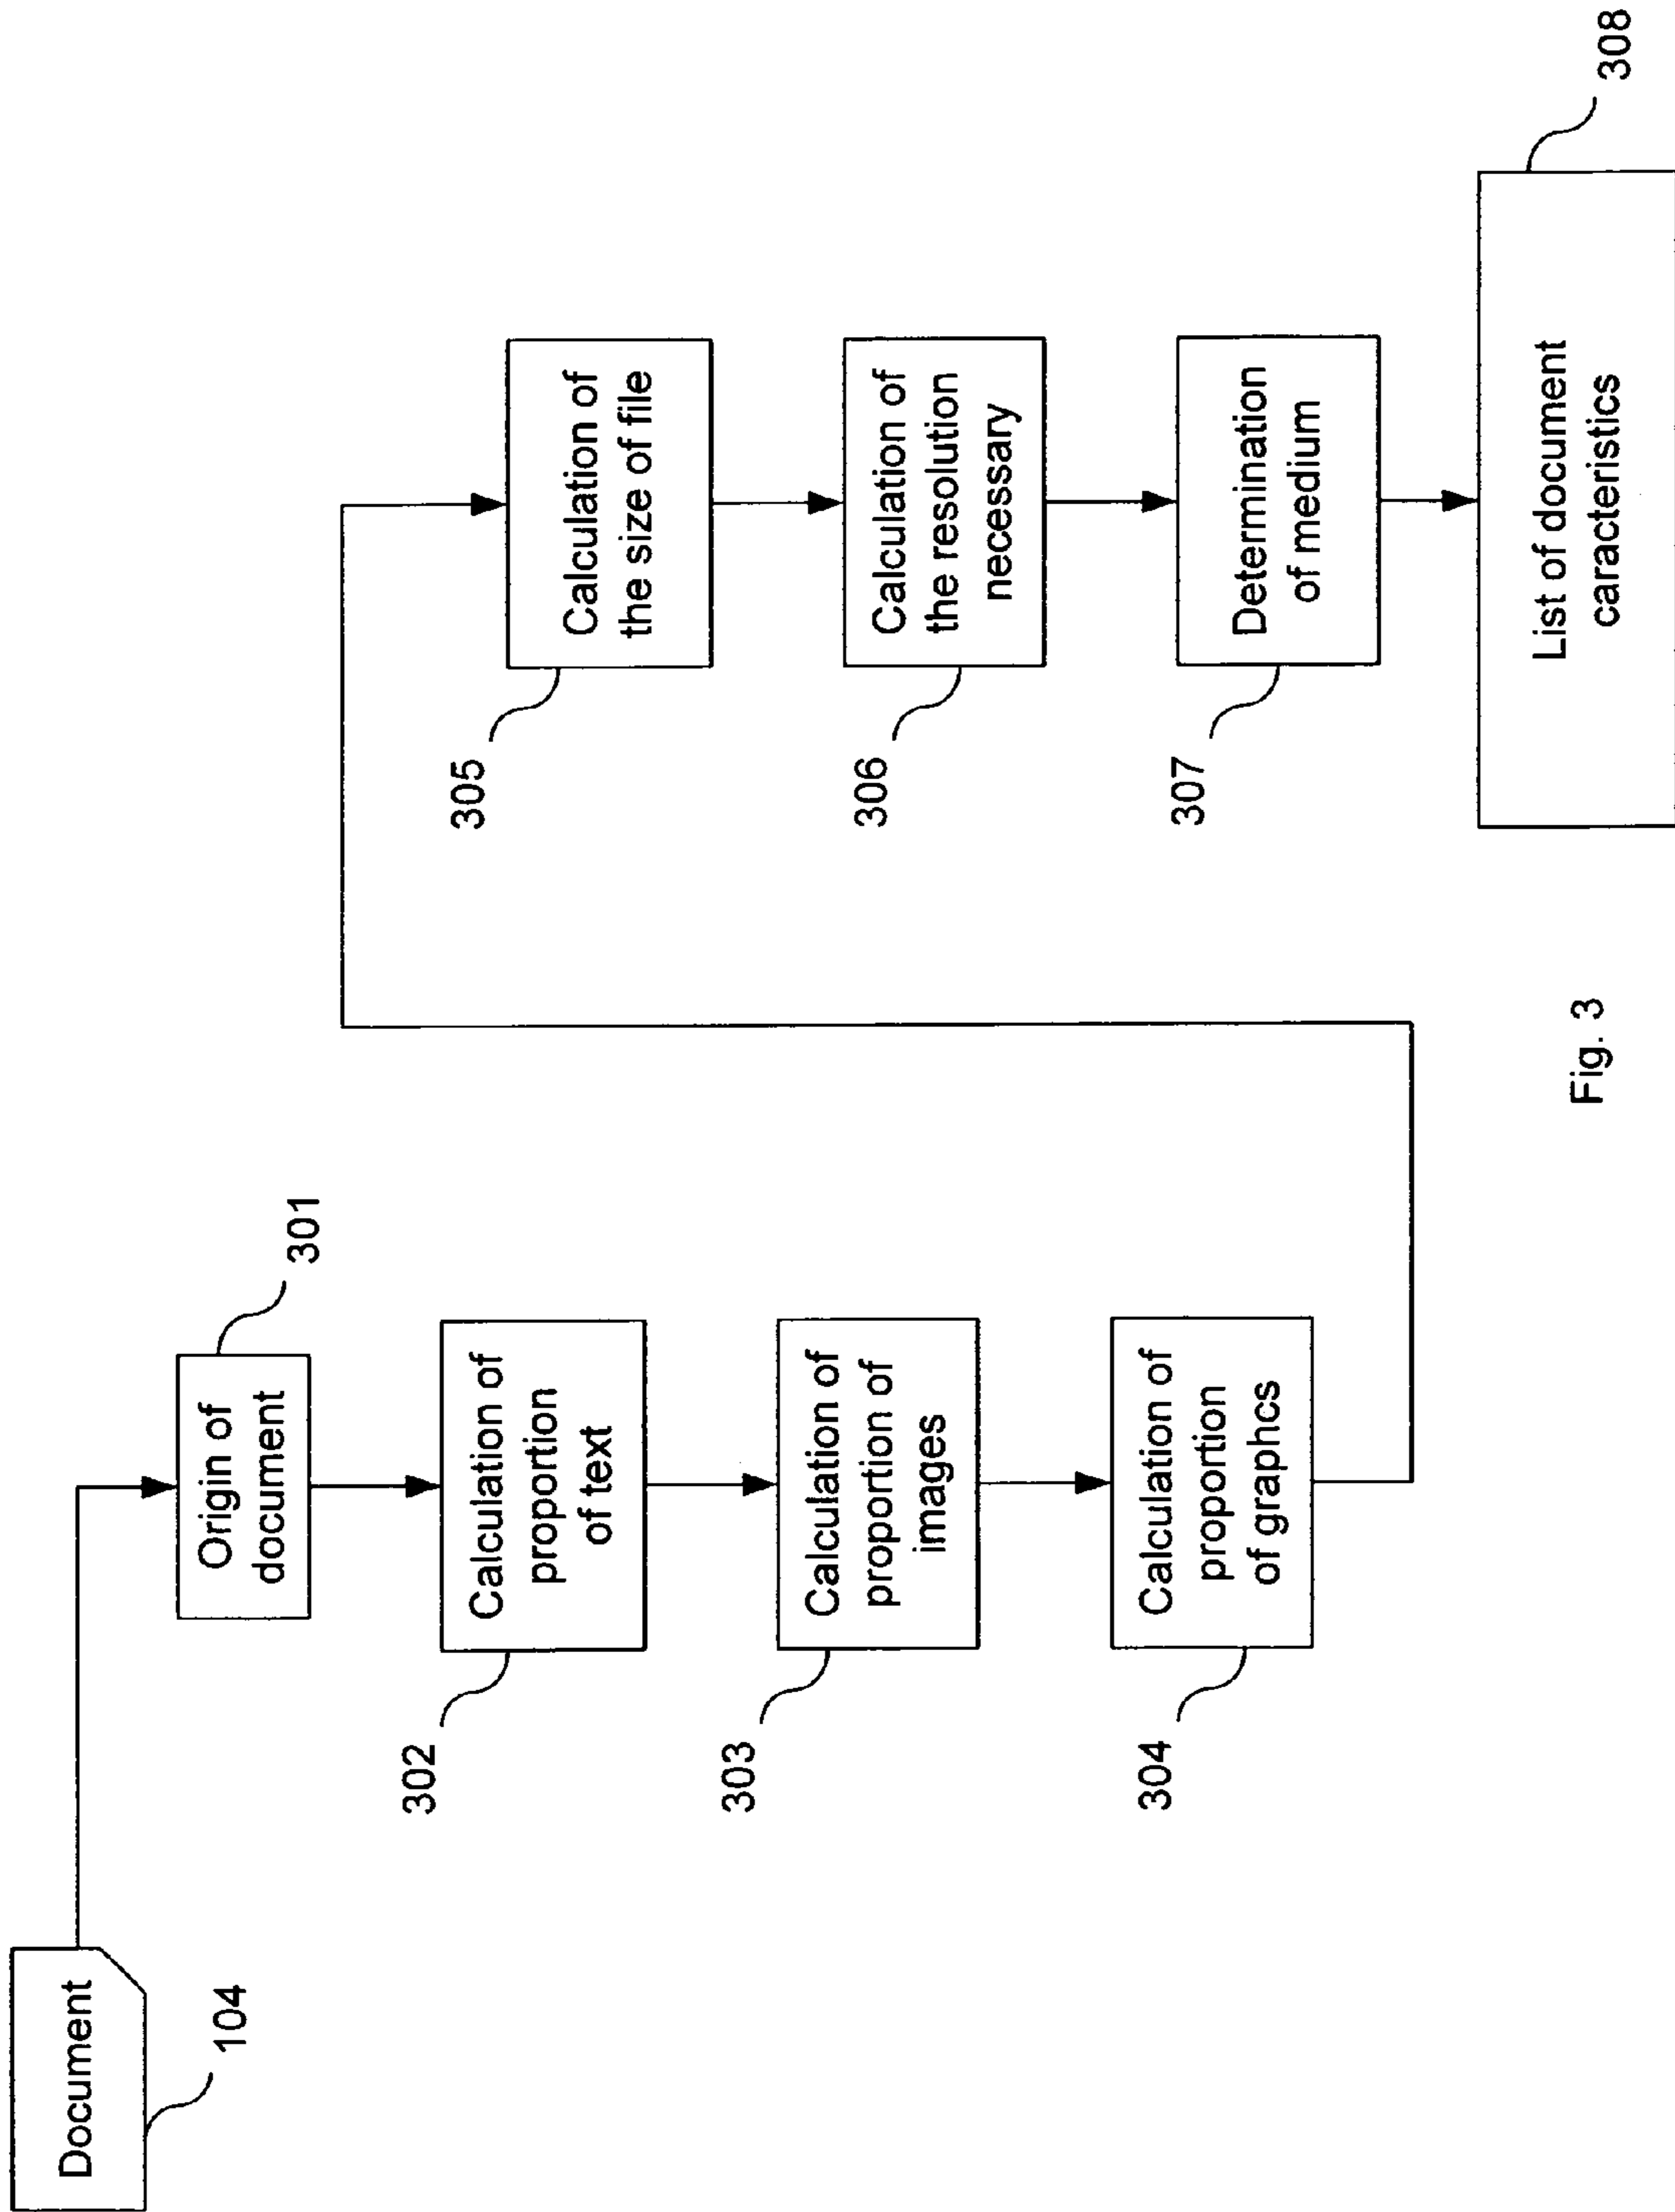 Document
104
Origin of
document
301
Calculation of
proportion
of text
302
Calculation of
proportion of
images
303
Calculation of
proportion
of graphcs
304
Calculation of
the size of file
305
Calculation of
the resolution
necessary
306
Determination
of medium
307
List of document
caracteristics
308
Fig. 3